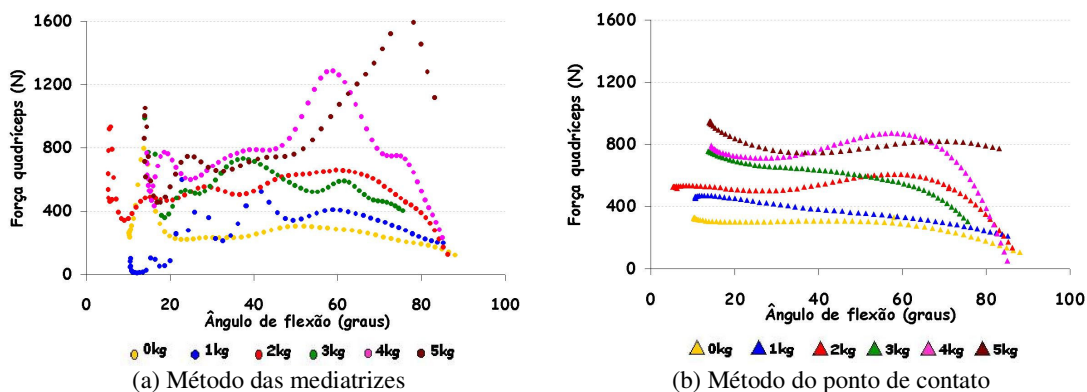 1600
1200
800
400
0
Força quadríceps (N)
0 20 40 60 80 100
Ângulo de flexão (graus)
0kg 1kg 2kg 3kg 4kg 5kg
(a) Método das mediatrizes
1600
1200
800
400
0
Força quadríceps (N)
0 20 40 60 80 100
Ângulo de flexão (graus)
0kg 1kg 2kg 3kg 4kg 5kg
(b) Método do ponto de contato